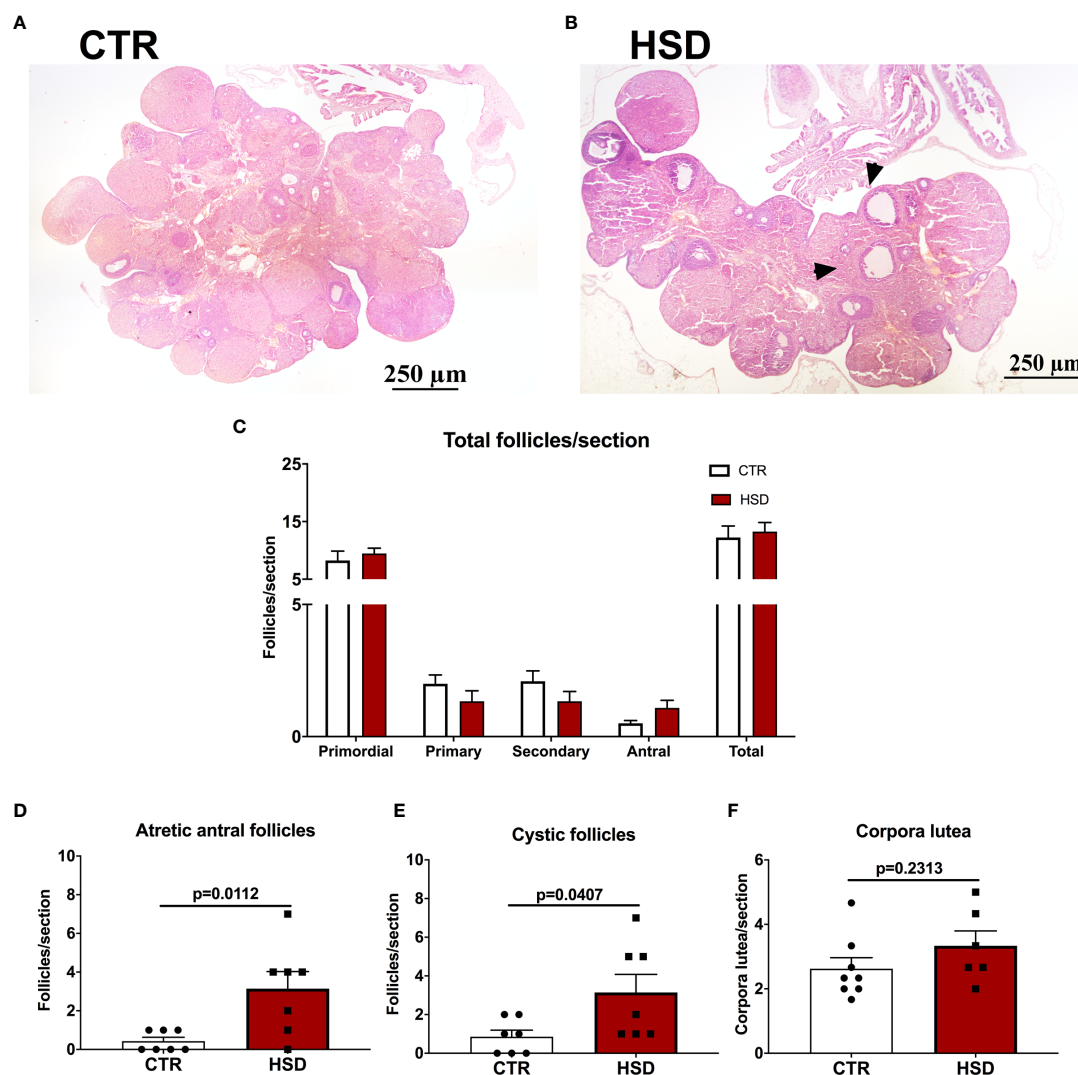 A
CTR
250 µm
B
HSD
250 µm
C
Total follicles/section
Follicles/section
25
15
5
5
0
CTR
HSD
Primordial
Primary
Secondary
Antral
Total
D
Atretic antral follicles
Follicles/section
10
8
6
4
2
0
p=0.0112
CTR
HSD
E
Cystic follicles
Follicles/section
10
8
6
4
2
0
p=0.0407
CTR
HSD
F
Corpora lutea
Corpora lutea/section
6
4
2
0
p=0.2313
CTR
HSD